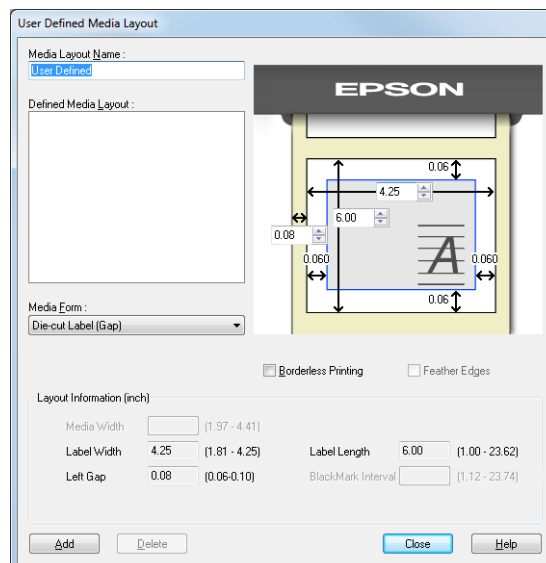 User Defined Media Layout
Media Layout Name :
User Defined
Defined Media Layout :
EPSON
0.06
4.25
6.00
0.08
0.060
0.060
A
0.06
Media Form :
Die-cut Label (Gap)
Borderless Printing
Feather Edges
Layout Information (inch)
Media Width (1.97 - 4.41)
Label Width 4.25 (1.81 - 4.25) Label Length 6.00 (1.00 - 23.62)
Left Gap 0.08 (0.06-0.10) BlackMark Interval (1.12 - 23.74)
Add Delete Close Help